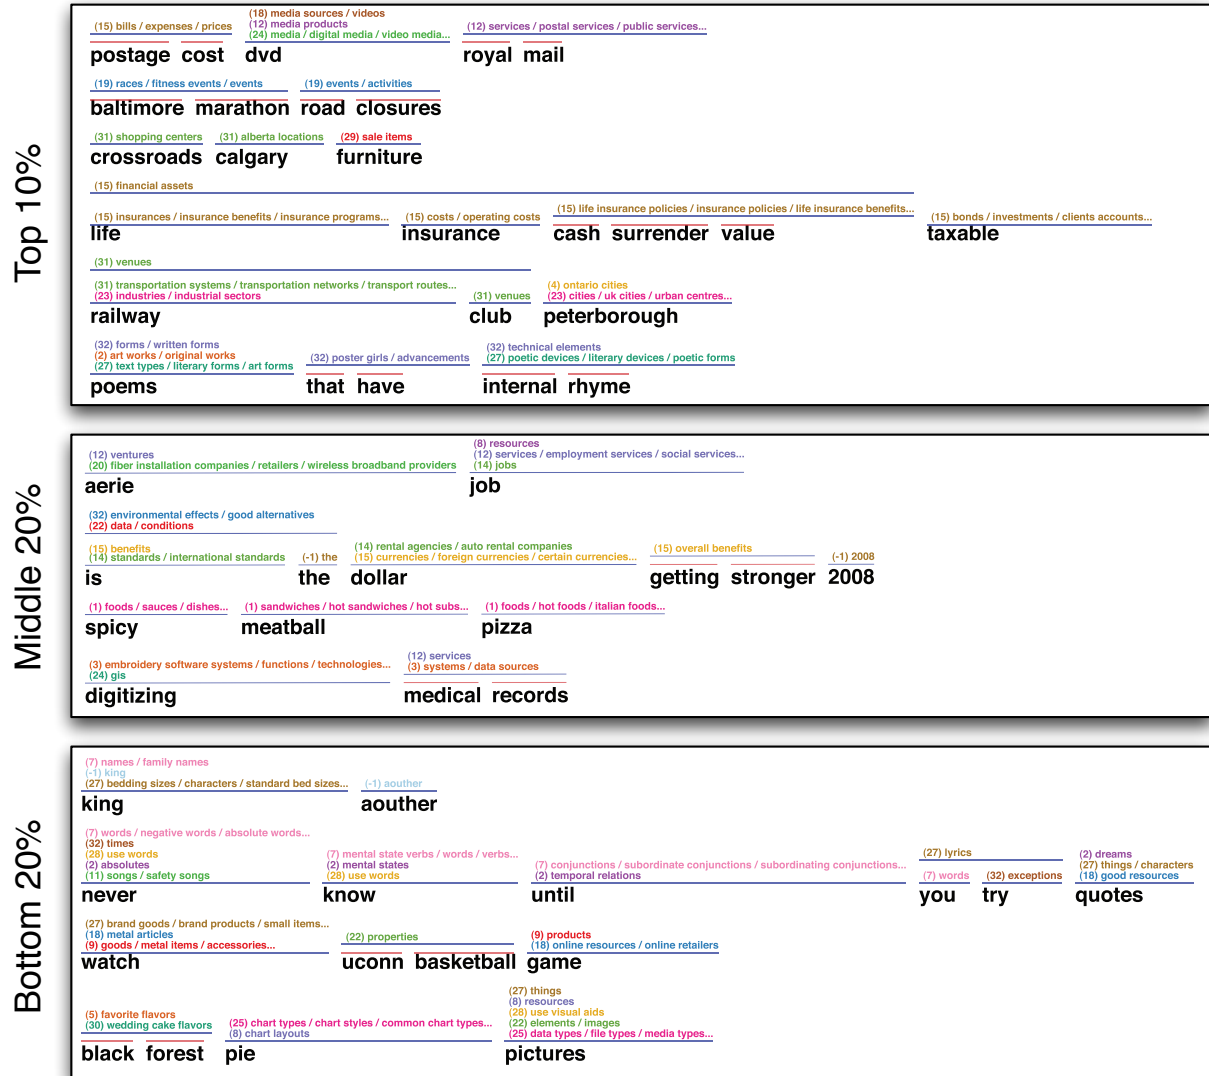 Top 10%
(18) media sources / videos
(15) bills / expenses / prices (12) media products (12) services / postal services / public services...
(24) media / digital media / video media...
postage cost dvd royal mail
(19) races / fitness events / events (19) events / activities
baltimore marathon road closures
(31) shopping centers (31) alberta locations (29) sale items
crossroads calgary furniture
(15) financial assets
(15) insurances / insurance benefits / insurance programs... (15) costs / operating costs (15) life insurance policies / insurance policies / life insurance benefits... (15) bonds / investments / clients accounts...
life insurance cash surrender value taxable
(31) venues
(31) transportation systems / transportation networks / transport routes... (4) ontario cities
(23) industries / industrial sectors (31) venues (23) cities / uk cities / urban centres...
railway club peterborough
(32) forms / written forms (32) technical elements
(2) art works / original works (32) poster girls / advancements (27) poetic devices / literary devices / poetic forms
(27) text types / literary forms / art forms
poems that have internal rhyme
Middle 20%
(8) resources
(12) ventures (12) services / employment services / social services...
(20) fiber installation companies / retailers / wireless broadband providers (14) jobs
aerie job
(32) environmental effects / good alternatives
(22) data / conditions
(15) benefits (14) rental agencies / auto rental companies (15) overall benefits
(14) standards / international standards (-1) the (15) currencies / foreign currencies / certain currencies... (-1) 2008
is the dollar getting stronger 2008
(1) foods / sauces / dishes... (1) sandwiches / hot sandwiches / hot subs... (1) foods / hot foods / italian foods...
spicy meatball pizza
(12) services
(3) embroidery software systems / functions / technologies... (3) systems / data sources
(24) gis
digitizing medical records
Bottom 20%
(7) names / family names
(-1) king
(27) bedding sizes / characters / standard bed sizes... (-1) aouther
king aouther
(7) words / negative words / absolute words...
(32) times (27) lyrics
(28) use words (7) mental state verbs / words / verbs... (2) dreams
(2) absolutes (2) mental states (7) conjunctions / subordinate conjunctions / subordinating conjunctions... (27) things / characters
(11) songs / safety songs (28) use words (2) temporal relations (7) words (32) exceptions (18) good resources
never know until you try quotes
(27) brand goods / brand products / small items...
(18) metal articles (22) properties (9) products
(9) goods / metal items / accessories... (18) online resources / online retailers
watch uconn basketball game
(27) things
(8) resources
(5) favorite flavors (28) use visual aids
(30) wedding cake flavors (25) chart types / chart styles / common chart types... (22) elements / images
(8) chart layouts (25) data types / file types / media types...
black forest pie pictures